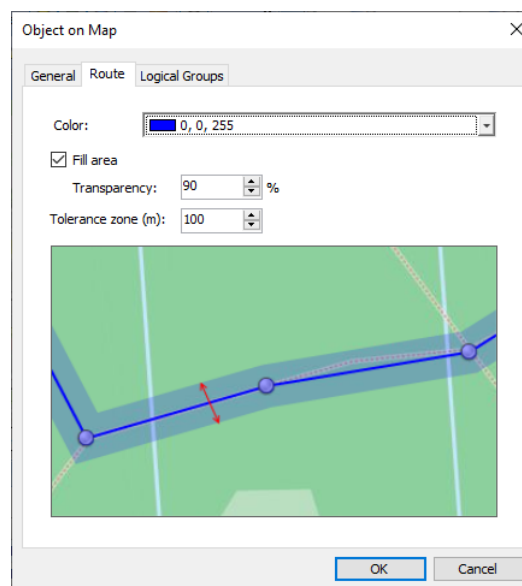 Object on Map
General Route Logical Groups
Color: 0, 0, 255
Fill area
Transparency: 90 %
Tolerance zone (m): 100
OK Cancel